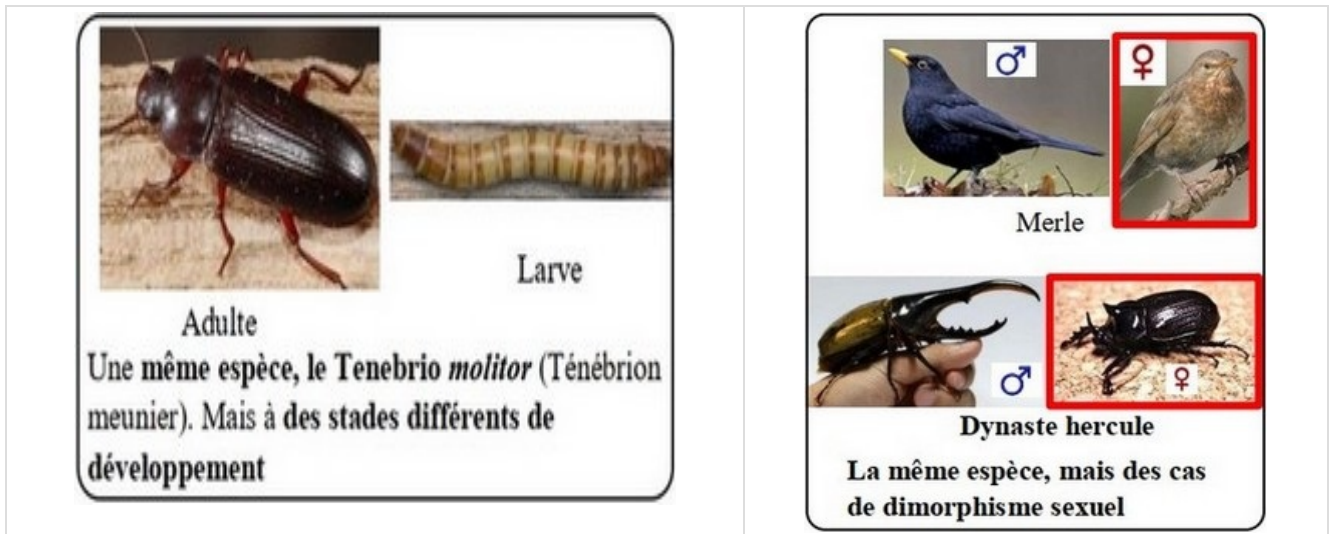 Adulte
Larve
Une même espèce, le Tenebrio molitor (Ténébrion
meunier). Mais à des stades différents de
développement
♂
♀
Merle
♂
♀
Dynaste hercule
La même espèce, mais des cas
de dimorphisme sexuel